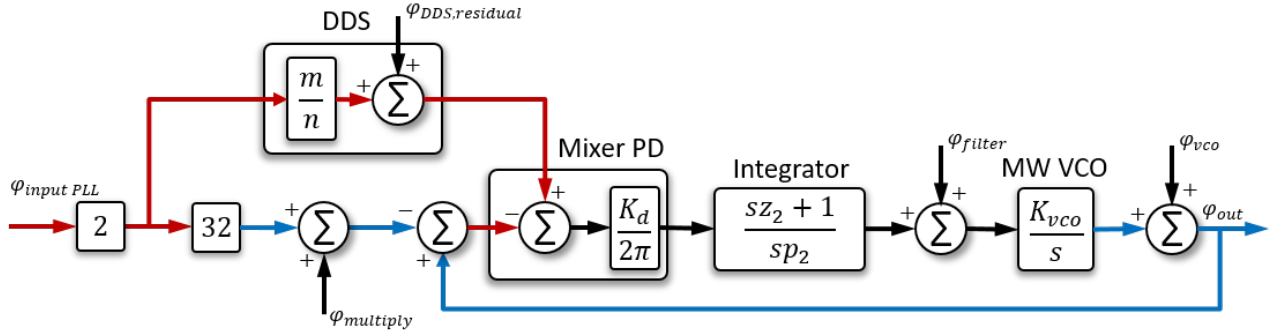 DDS
φDDS,residual
m/n
+
+
Σ
Mixer PD
+
−
Σ
Kd/2π
Integrator
sz2 + 1/sp2
φfilter
+
+
Σ
MW VCO
Kvco/s
φvco
+
+
Σ
φout
φinput PLL
2
32
+
+
Σ
φmultiply
−
+
Σ